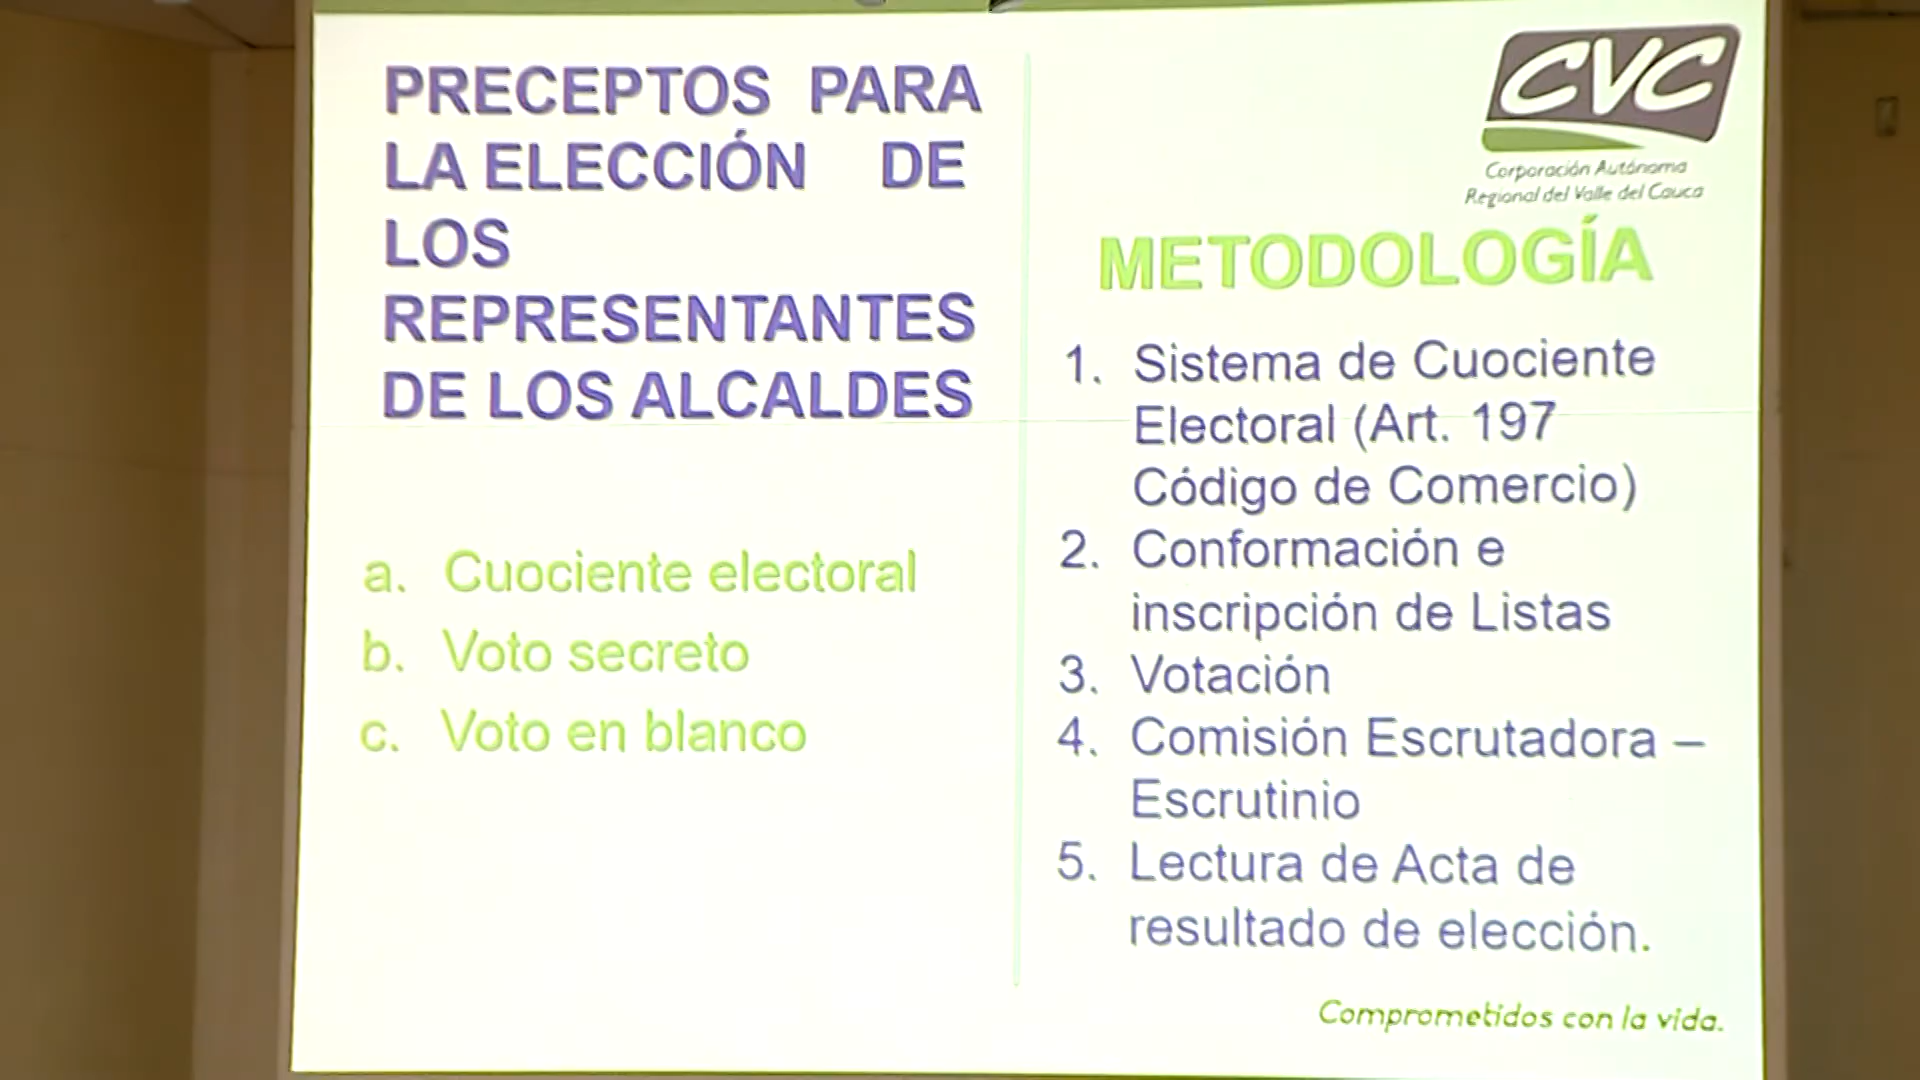 PRECEPTOS PARA
LA ELECCIÓN DE
LOS
REPRESENTANTES
DE LOS ALCALDES
a. Cuociente electoral
b. Voto secreto
c. Voto en blanco
CVC
Corporación Autónoma
Regional del Valle del Cauca
METODOLOGÍA
1. Sistema de Cuociente
Electoral (Art. 197
Código de Comercio)
2. Conformación e
inscripción de Listas
3. Votación
4. Comisión Escrutadora –
Escrutinio
5. Lectura de Acta de
resultado de elección.
Comprometidos con la vida.